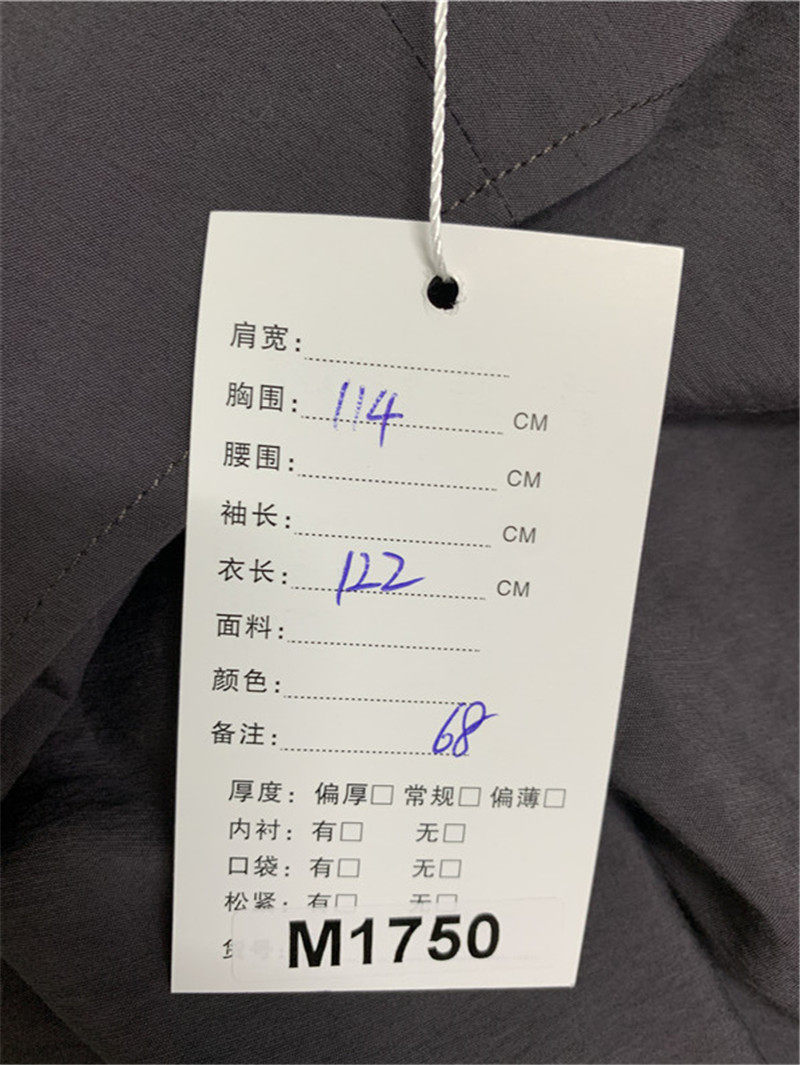 肩宽:
胸围: 114 CM
腰围: CM
袖长: CM
衣长: 122 CM
面料:
颜色:
备注: 68
厚度: 偏厚□ 常规□ 偏薄□
内衬: 有□ 无□
口袋: 有□ 无□
松紧: 有□ 无□
货号: M1750